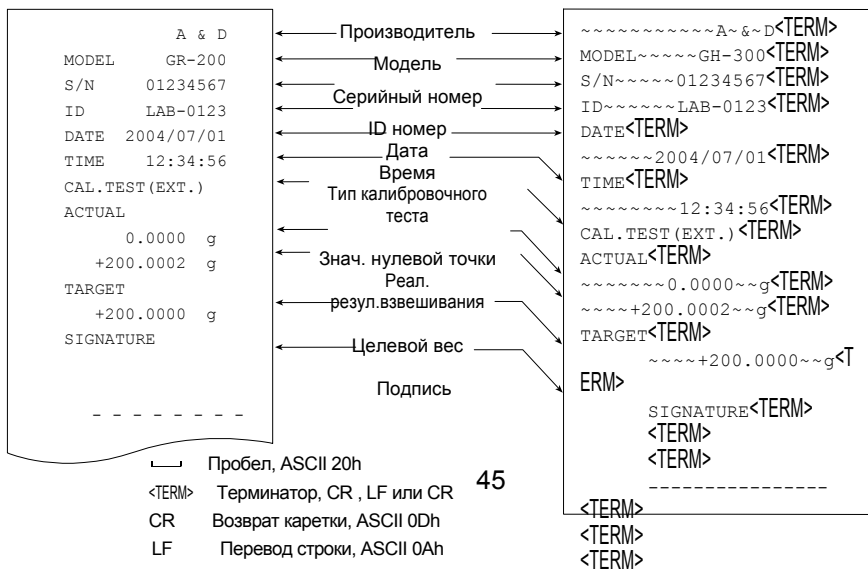 A & D
MODEL GR-200
S/N 01234567
ID LAB-0123
DATE 2004/07/01
TIME 12:34:56
CAL.TEST(EXT.)
ACTUAL
0.0000 g
+200.0002 g
TARGET
+200.0000 g
SIGNATURE
- - - - - - - -
Производитель
Модель
Серийный номер
ID номер
Дата
Время
Тип калибровочного
теста
Знач. нулевой точки
Реал.
резул.взвешивания
Целевой вес
Подпись
~~~~~~~~~~~A~&~D<TERM>
MODEL~~~~~GH-300<TERM>
S/N~~~~~~01234567<TERM>
ID~~~~~~LAB-0123<TERM>
DATE<TERM>
~~~~~~2004/07/01<TERM>
TIME<TERM>
~~~~~~~~12:34:56<TERM>
CAL.TEST(EXT.)<TERM>
ACTUAL<TERM>
~~~~~~~0.0000~~g<TERM>
~~~~+200.0002~~g<TERM>
TARGET<TERM>
~~~~+200.0000~~g<T
ERM>
SIGNATURE<TERM>
<TERM>
<TERM>
----------------
<TERM>
<TERM>
<TERM>
Пробел, ASCII 20h
<TERM> Терминатор, CR , LF или CR
CR Возврат каретки, ASCII 0Dh
LF Перевод строки, ASCII 0Ah
45